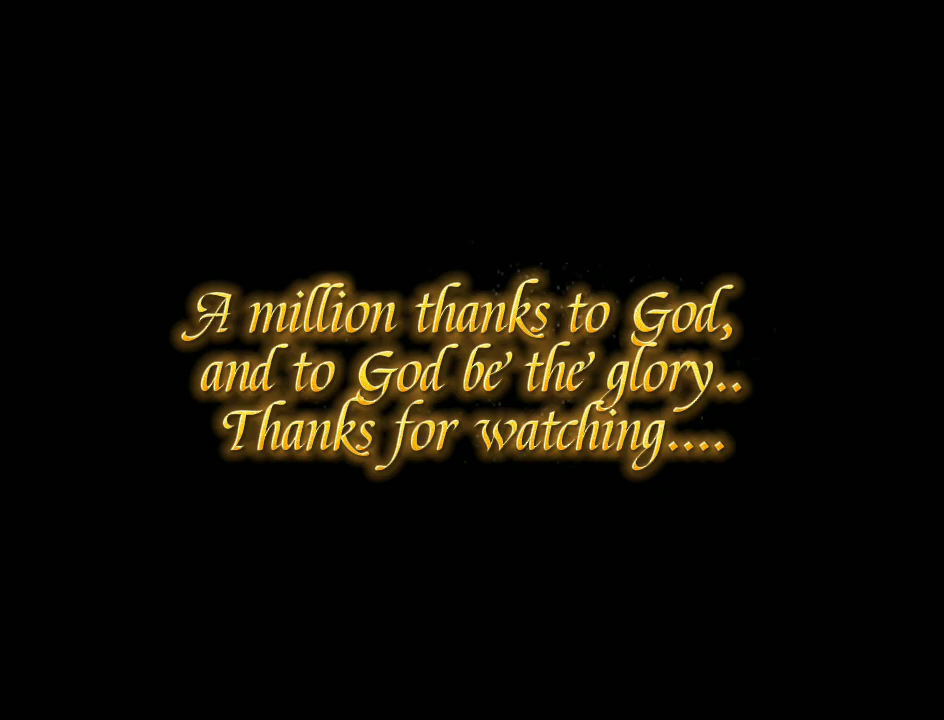 A million thanks to God,
and to God be the glory..
Thanks for watching....